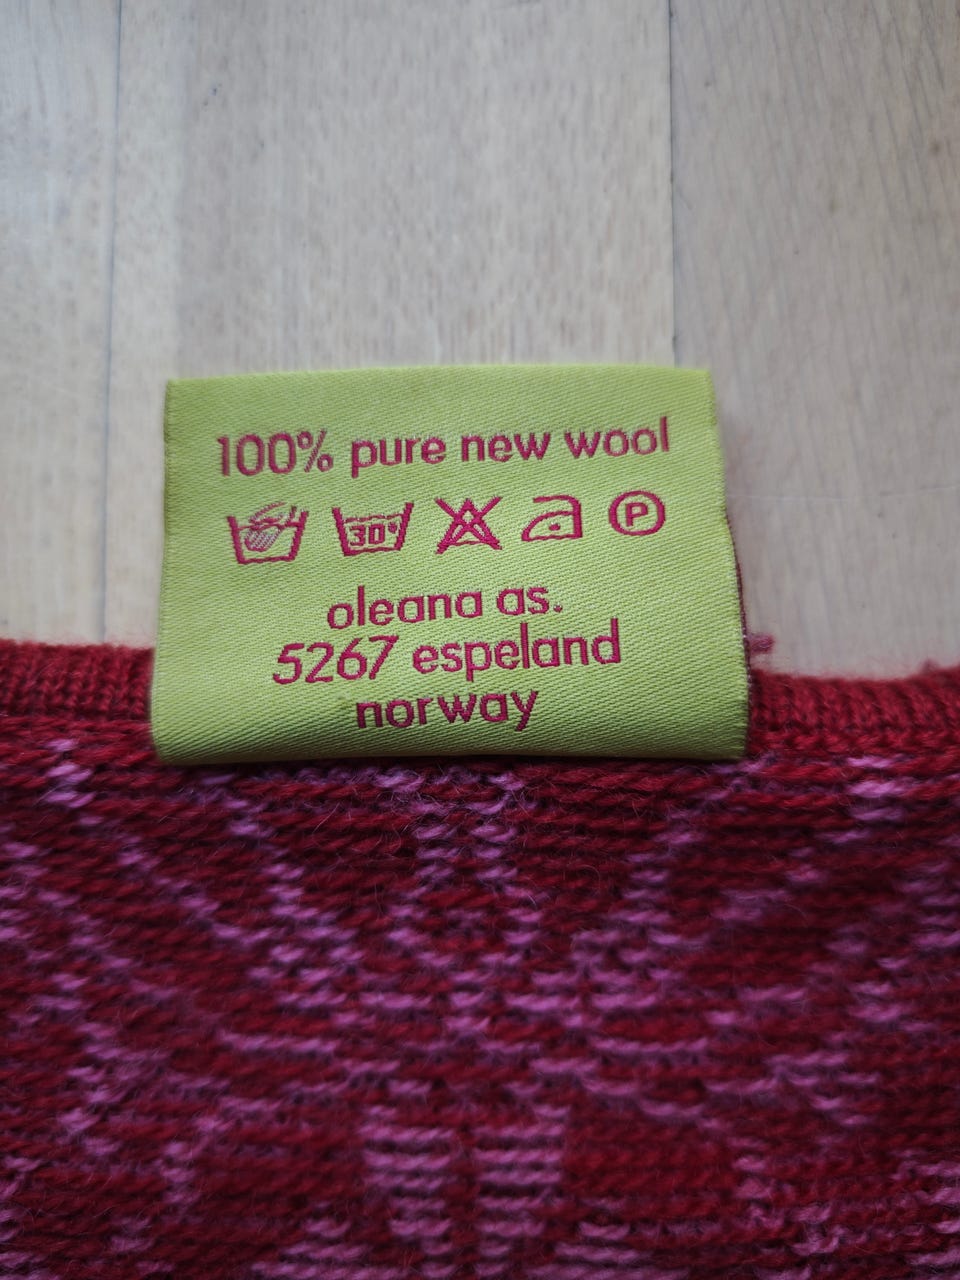 100% pure new wool
30° P
oleana as.
5267 espeland
norway